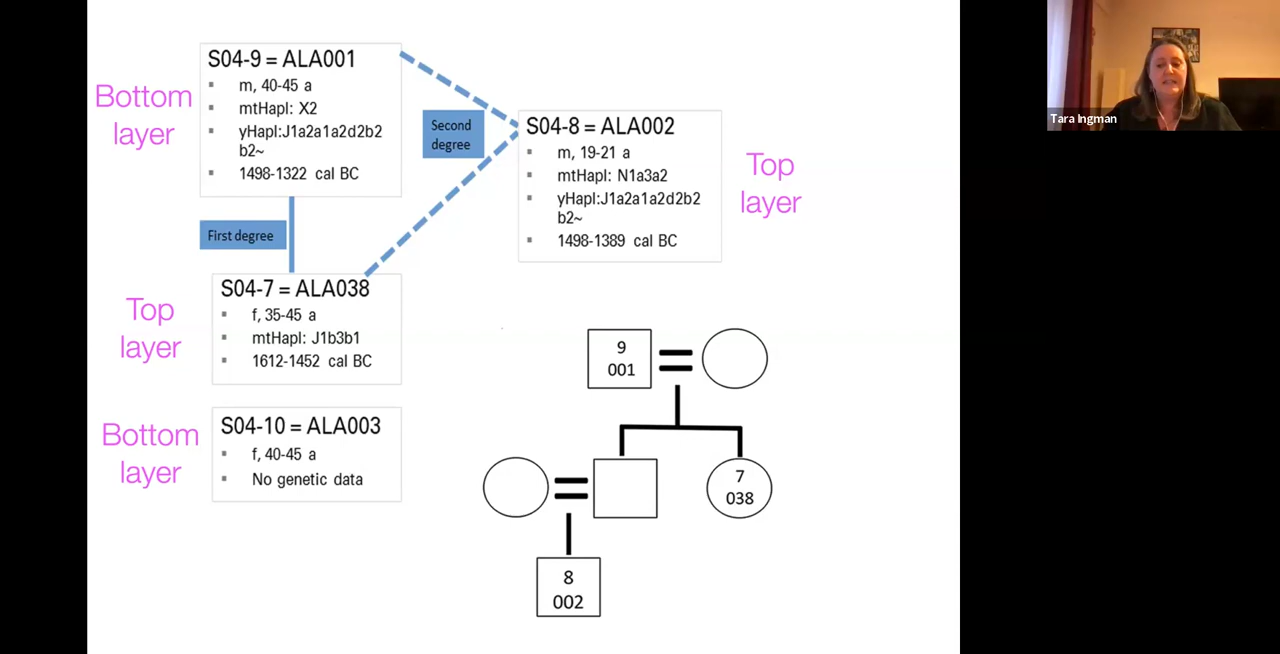 S04-9 = ALA001
m, 40-45 a
mtHapl: X2
yHapl:J1a2a1a2d2b2
b2~
1498-1322 cal BC
Bottom
layer
Second
degree
S04-8 = ALA002
m, 19-21 a
mtHapl: N1a3a2
yHapl:J1a2a1a2d2b2
b2~
1498-1389 cal BC
Top
layer
First degree
S04-7 = ALA038
f, 35-45 a
mtHapl: J1b3b1
1612-1452 cal BC
Top
layer
S04-10 = ALA003
f, 40-45 a
No genetic data
Bottom
layer
9
001
7
038
8
002
Tara Ingman